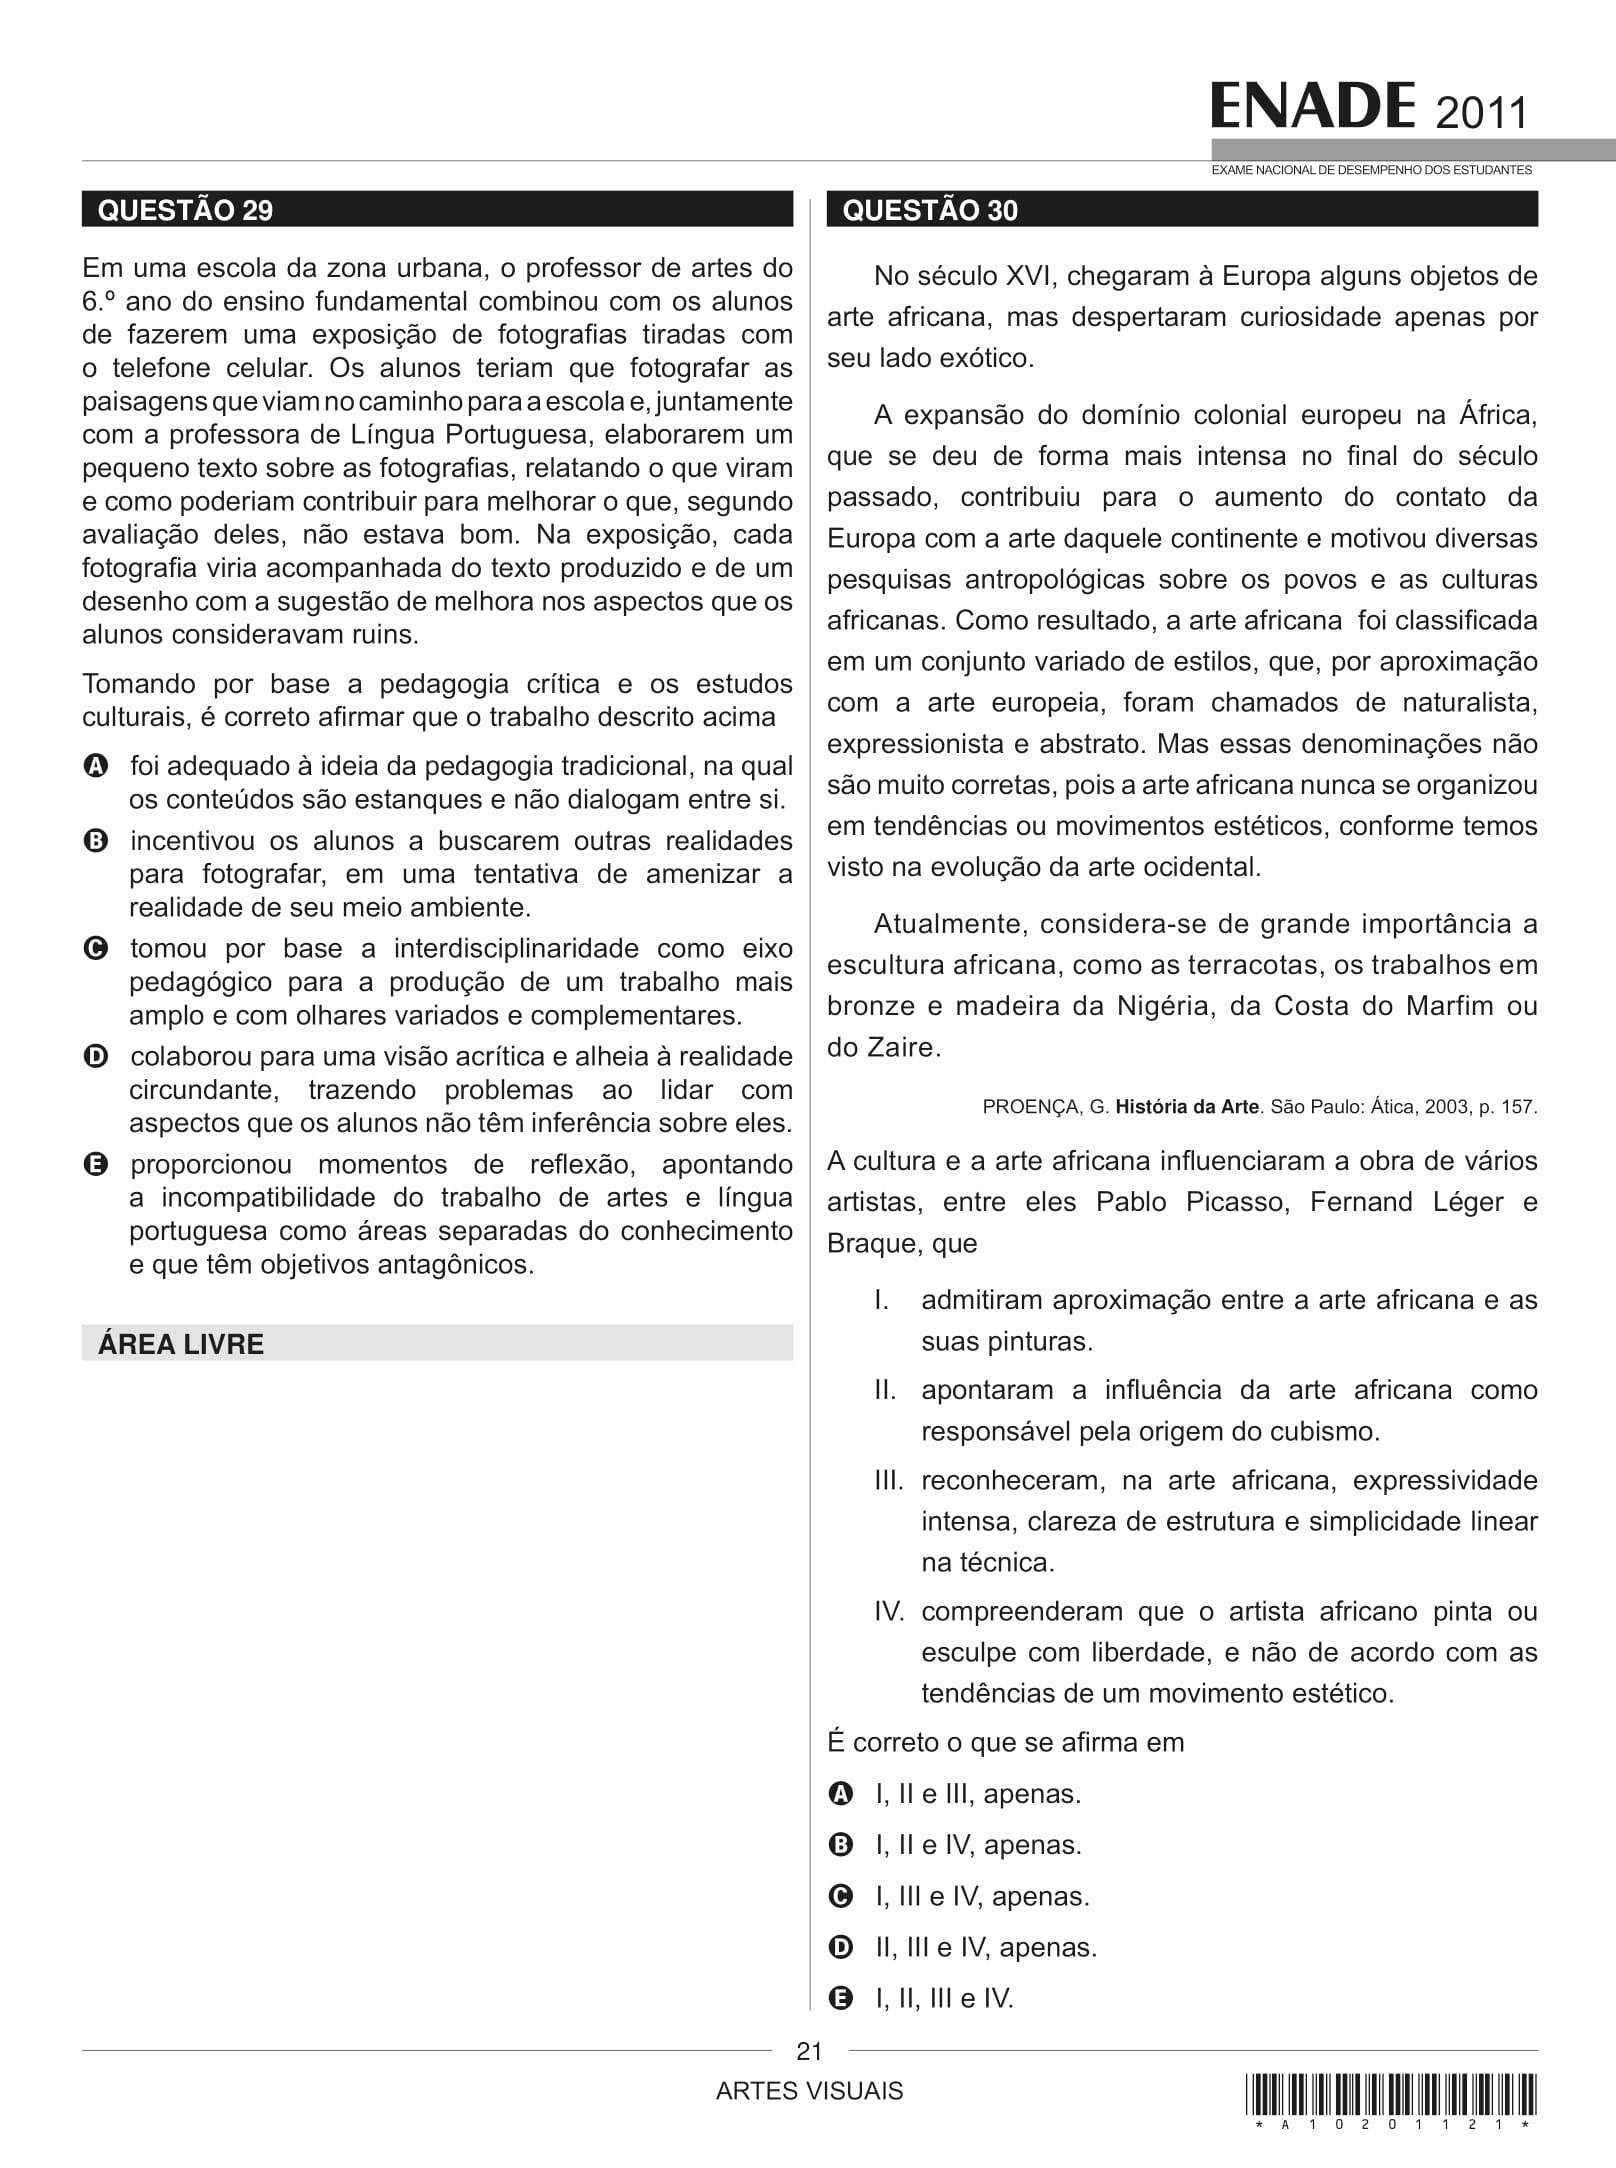 ENADE 2011
EXAME NACIONAL DE DESEMPENHO DOS ESTUDANTES
QUESTÃO 29
Em uma escola da zona urbana, o professor de artes do
6.º ano do ensino fundamental combinou com os alunos
de fazerem uma exposição de fotografias tiradas com
o telefone celular. Os alunos teriam que fotografar as
paisagens que viam no caminho para a escola e, juntamente
com a professora de Língua Portuguesa, elaborarem um
pequeno texto sobre as fotografias, relatando o que viram
e como poderiam contribuir para melhorar o que, segundo
avaliação deles, não estava bom. Na exposição, cada
fotografia viria acompanhada do texto produzido e de um
desenho com a sugestão de melhora nos aspectos que os
alunos consideravam ruins.
Tomando por base a pedagogia crítica e os estudos
culturais, é correto afirmar que o trabalho descrito acima
A foi adequado à ideia da pedagogia tradicional, na qual
os conteúdos são estanques e não dialogam entre si.
B incentivou os alunos a buscarem outras realidades
para fotografar, em uma tentativa de amenizar a
realidade de seu meio ambiente.
C tomou por base a interdisciplinaridade como eixo
pedagógico para a produção de um trabalho mais
amplo e com olhares variados e complementares.
D colaborou para uma visão acrítica e alheia à realidade
circundante, trazendo problemas ao lidar com
aspectos que os alunos não têm inferência sobre eles.
E proporcionou momentos de reflexão, apontando
a incompatibilidade do trabalho de artes e língua
portuguesa como áreas separadas do conhecimento
e que têm objetivos antagônicos.
ÁREA LIVRE
QUESTÃO 30
No século XVI, chegaram à Europa alguns objetos de
arte africana, mas despertaram curiosidade apenas por
seu lado exótico.
A expansão do domínio colonial europeu na África,
que se deu de forma mais intensa no final do século
passado, contribuiu para o aumento do contato da
Europa com a arte daquele continente e motivou diversas
pesquisas antropológicas sobre os povos e as culturas
africanas. Como resultado, a arte africana foi classificada
em um conjunto variado de estilos, que, por aproximação
com a arte europeia, foram chamados de naturalista,
expressionista e abstrato. Mas essas denominações não
são muito corretas, pois a arte africana nunca se organizou
em tendências ou movimentos estéticos, conforme temos
visto na evolução da arte ocidental.
Atualmente, considera-se de grande importância a
escultura africana, como as terracotas, os trabalhos em
bronze e madeira da Nigéria, da Costa do Marfim ou
do Zaire.
PROENÇA, G. História da Arte. São Paulo: Ática, 2003, p. 157.
A cultura e a arte africana influenciaram a obra de vários
artistas, entre eles Pablo Picasso, Fernand Léger e
Braque, que
I. admitiram aproximação entre a arte africana e as
suas pinturas.
II. apontaram a influência da arte africana como
responsável pela origem do cubismo.
III. reconheceram, na arte africana, expressividade
intensa, clareza de estrutura e simplicidade linear
na técnica.
IV. compreenderam que o artista africano pinta ou
esculpe com liberdade, e não de acordo com as
tendências de um movimento estético.
É correto o que se afirma em
A I, II e III, apenas.
B I, II e IV, apenas.
C I, III e IV, apenas.
D II, III e IV, apenas.
E I, II, III e IV.
21
ARTES VISUAIS
* A 1 0 2 0 1 1 2 1 *